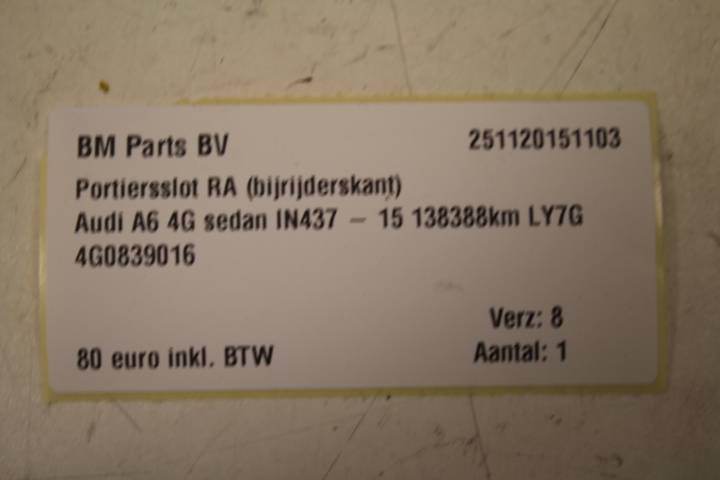 BM Parts BV 251120151103
Portiersslot RA (bijrijderskant)
Audi A6 4G sedan IN437 – 15 138388km LY7G
4G0839016
Verz: 8
80 euro inkl. BTW Aantal: 1